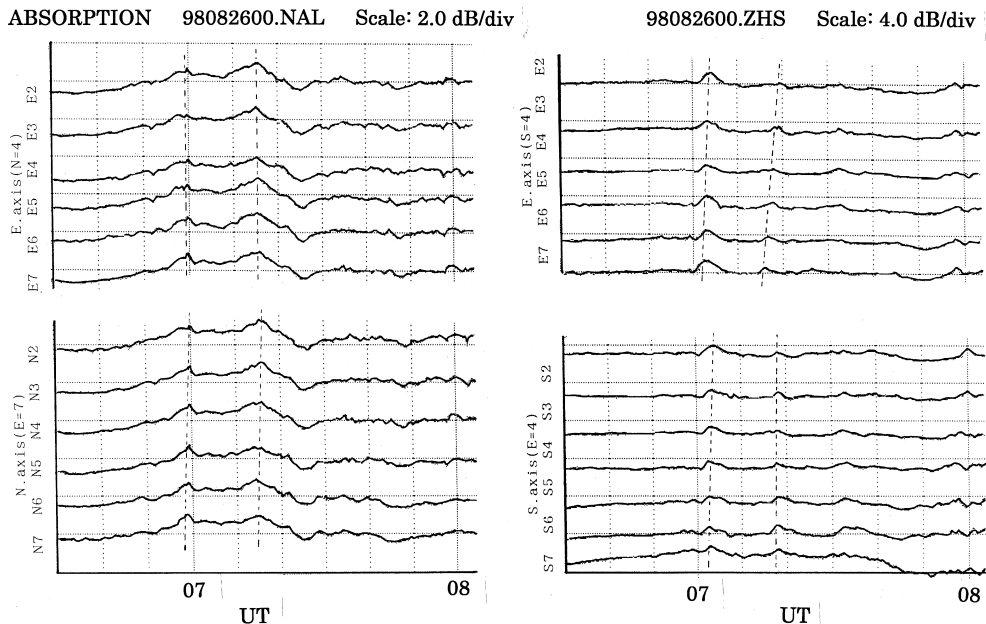 ABSORPTION 98082600.NAL Scale: 2.0 dB/div
98082600.ZHS Scale: 4.0 dB/div
E.axis(N=4)
E2
E3
E4
E5
E6
E7
E.axis(S=4)
E2
E3
E4
E5
E6
E7
N.axis(E=7)
N2
N3
N4
N5
N6
N7
S.axis(E=4)
S2
S3
S4
S5
S6
S7
07 08
UT
07 08
UT